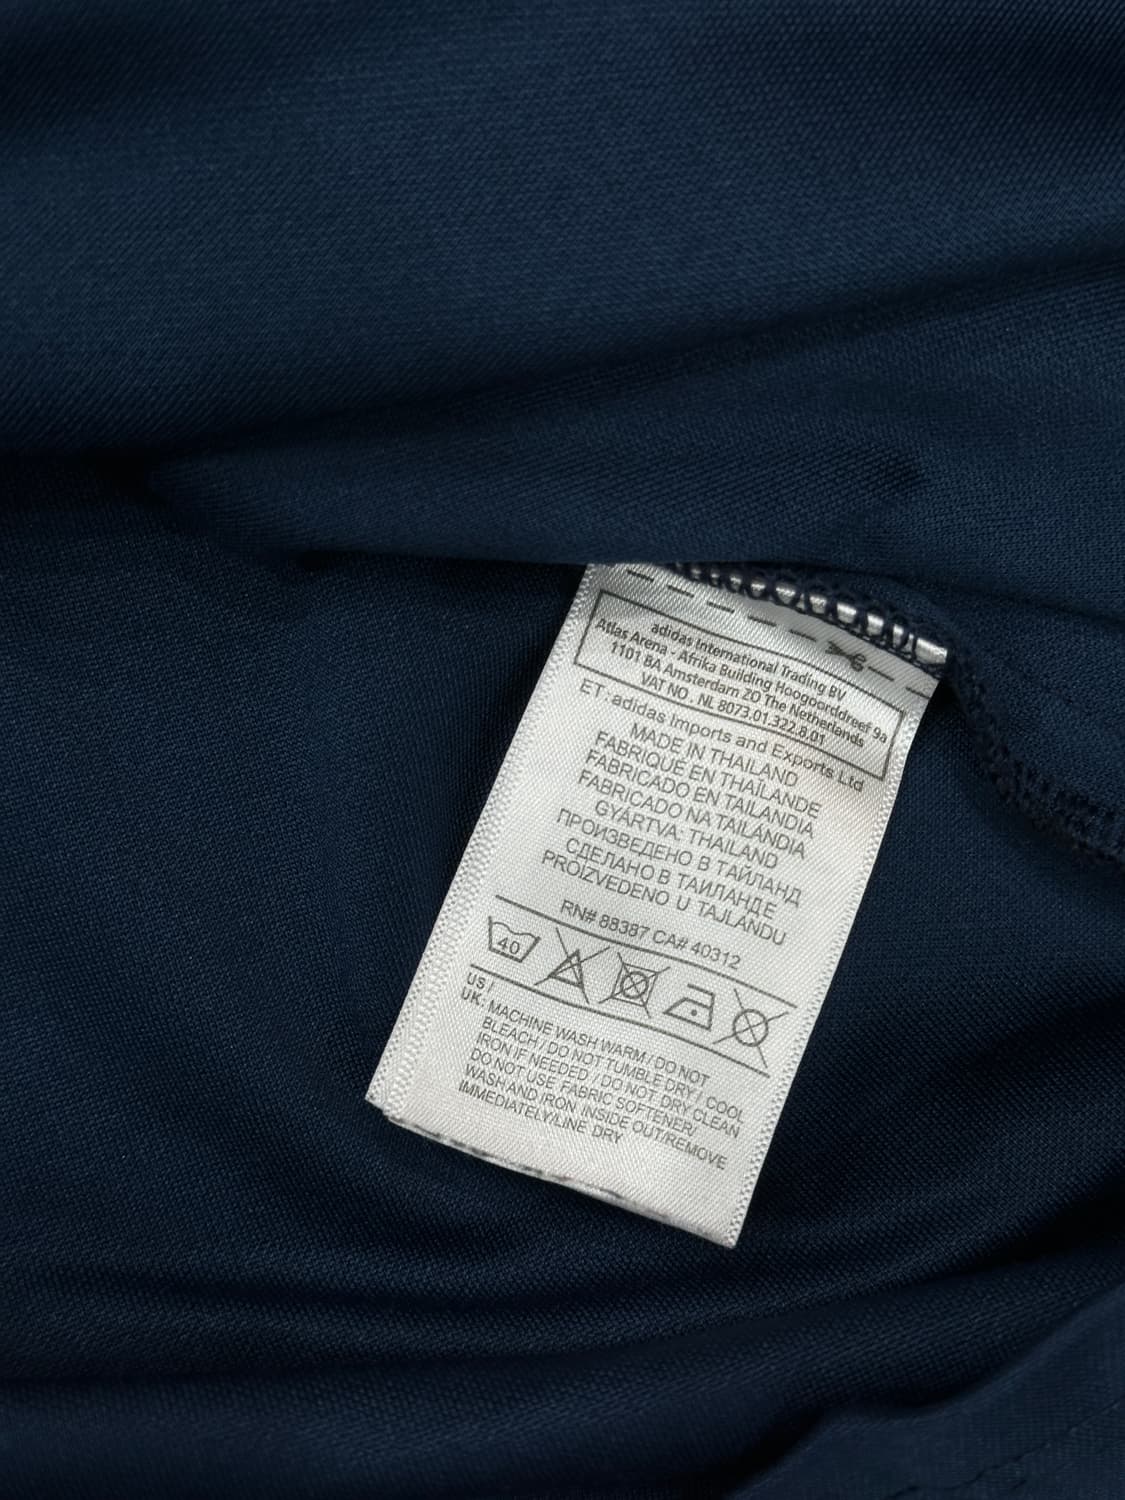 adidas International Trading BV
Atlas Arena - Afrika Building Hoogoorddreef 9a
1101 BA Amsterdam ZO The Netherlands
VAT NO . NL 8073.01.322.8.01
ET: adidas Imports and Exports Ltd
MADE IN THAILAND
FABRIQUÉ EN THAÏLANDE
FABRICADO EN TAILANDIA
FABRICADO NA TAILÂNDIA
GYÁRTVA: THAILAND
ПРОИЗВЕДЕНО В ТАЙЛАНД
СДЕЛАНО В ТАИЛАНДЕ
PROIZVEDENO U TAJLANDU
RN# 88387 CA# 40312
40
US /
UK: MACHINE WASH WARM / DO NOT
BLEACH / DO NOT TUMBLE DRY / COOL
IRON IF NEEDED / DO NOT DRY CLEAN
DO NOT USE FABRIC SOFTENER/
WASH AND IRON INSIDE OUT/REMOVE
IMMEDIATELY/LINE DRY